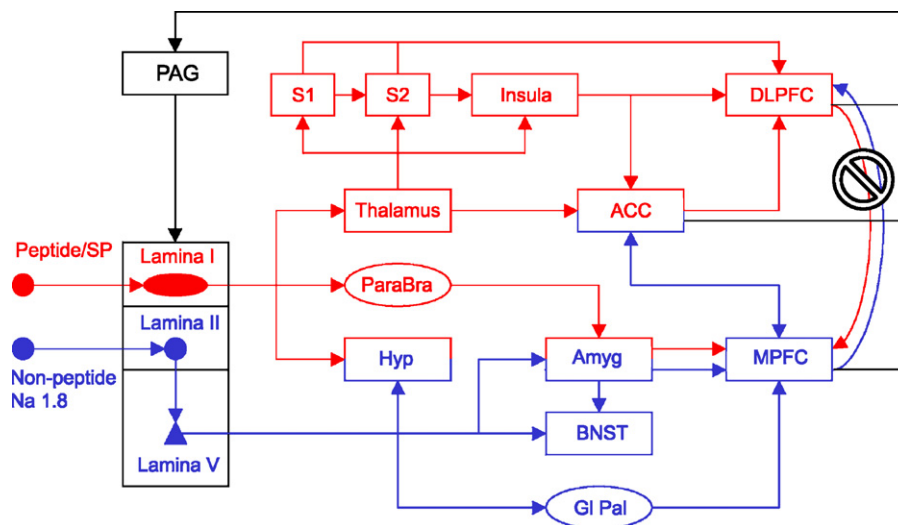 PAG
S1
S2
Insula
DLPFC
Thalamus
ACC
Peptide/SP
Lamina I
ParaBra
Lamina II
Non-peptide
Na 1.8
Hyp
Amyg
MPFC
BNST
Lamina V
Gl Pal